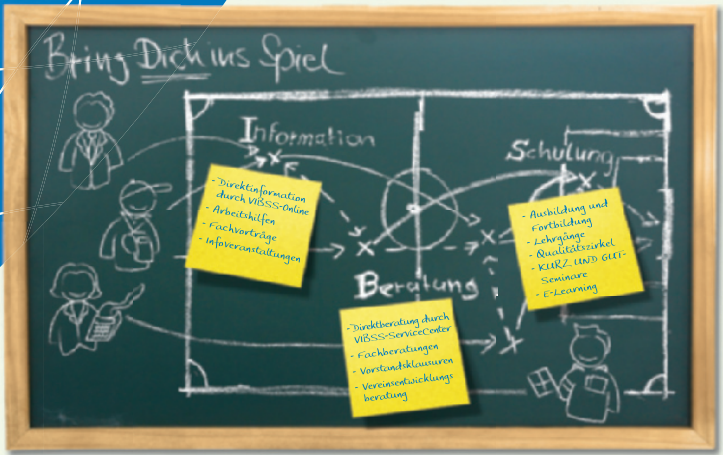 Bring Dich ins Spiel
Information
- Direktinformation
durch VIBSS-Online
- Arbeitshilfen
- Fachvorträge
- Infoveranstaltungen
Schulung
- Ausbildung und
Fortbildung
- Lehrgänge
- Qualitätszirkel
- KURZ UND GUT-
Seminare
- E-Learning
Beratung
- Direktberatung durch
VIBSS-ServiceCenter
- Fachberatungen
- Vorstandsklausuren
- Vereinsentwicklungs
beratung